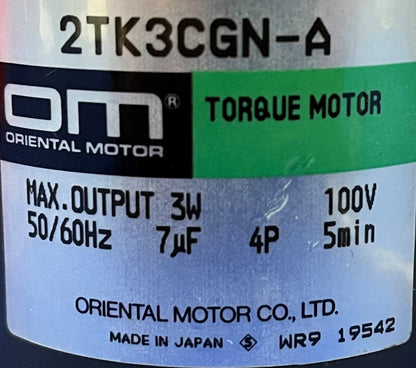 2TK3CGN-A
OM® TORQUE MOTOR
ORIENTAL MOTOR
MAX.OUTPUT 3W 100V
50/60Hz 7µF 4P 5min
ORIENTAL MOTOR CO., LTD.
MADE IN JAPAN S WR9 19542